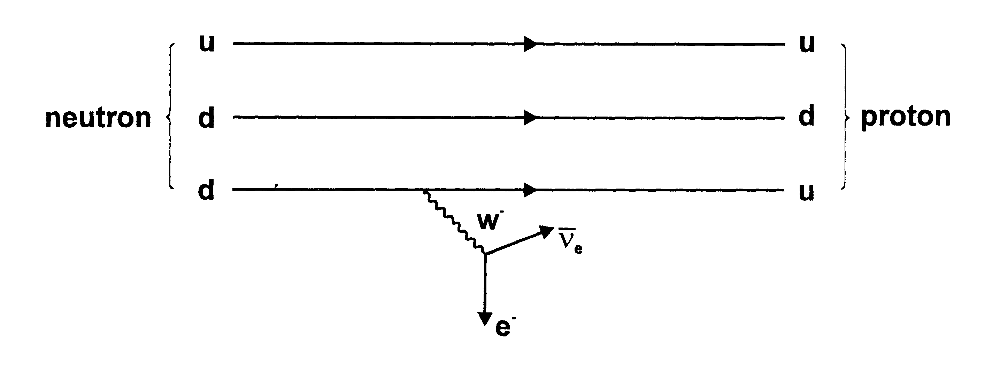 u u
neutron d d proton
d u
w⁻
ν̅ₑ
e⁻